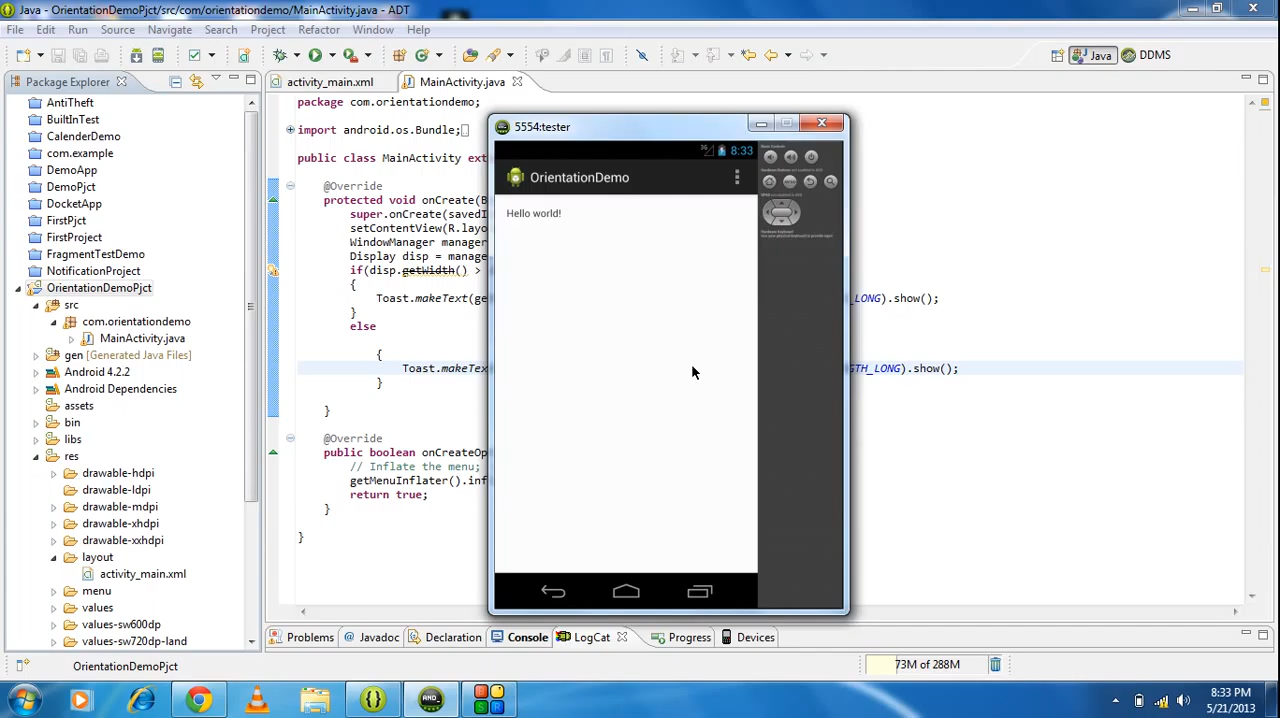 Java - OrientationDemoPjct/src/com/orientationdemo/MainActivity.java - ADT
File Edit Run Source Navigate Search Project Refactor Window Help
Java DDMS
Package Explorer
activity_main.xml MainActivity.java
AntiTheft
BuiltInTest
CalenderDemo
com.example
DemoApp
DemoPjct
DoctorApp
FirstPjct
FirstProject
FragmentTestDemo
NotificationProject
OrientationDemoPjct
src
com.orientationdemo
MainActivity.java
gen [Generated Java Files]
Android 4.2.2
Android Dependencies
assets
bin
libs
res
drawable-hdpi
drawable-ldpi
drawable-mdpi
drawable-xhdpi
drawable-xxhdpi
layout
activity_main.xml
menu
values
values-sw600dp
values-sw720dp-land
package com.orientationdemo;
import android.os.Bundle;
public class MainActivity ext
@Override
protected void onCreate(B
super.onCreate(savedI
setContentView(R.layo
WindowManager manager
Display disp = manage
if(disp.getWidth() >
{
Toast.makeText(ge _LONG).show();
}
else
{
Toast.makeTex GTH_LONG).show();
}
}
@Override
public boolean onCreateOp
// Inflate the menu;
getMenuInflater().inf
return true;
}
}
5554:tester
3G 8:33
OrientationDemo
Hello world!
Problems Javadoc Declaration Console LogCat Progress Devices
OrientationDemoPjct
73M of 288M
8:33 PM
5/21/2013